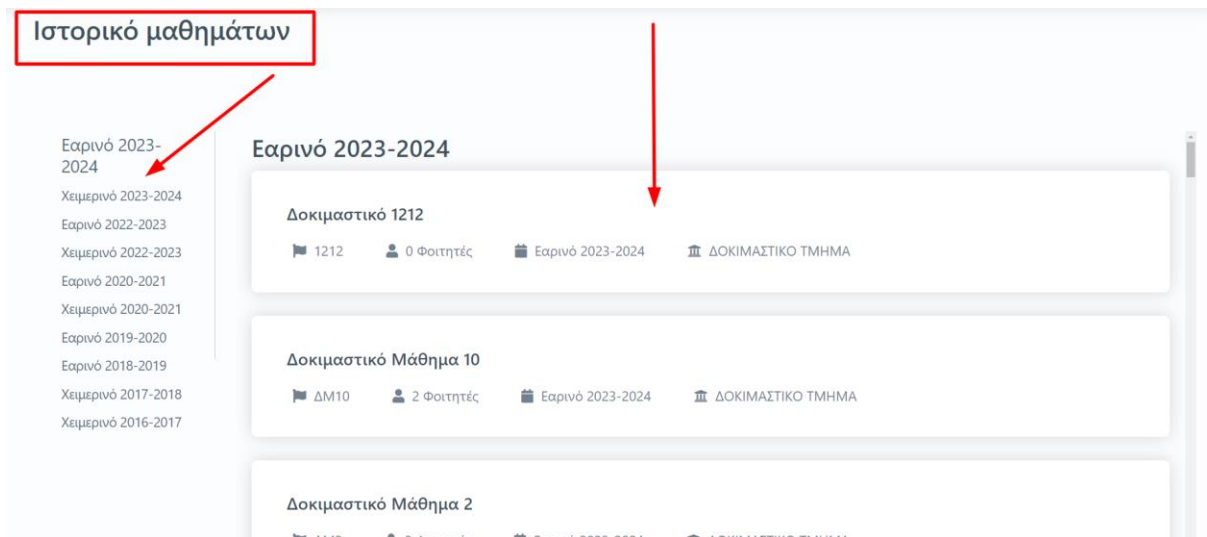 Ιστορικό μαθημάτων
Εαρινό 2023-
2024
Χειμερινό 2023-2024
Εαρινό 2022-2023
Χειμερινό 2022-2023
Εαρινό 2020-2021
Χειμερινό 2020-2021
Εαρινό 2019-2020
Εαρινό 2018-2019
Χειμερινό 2017-2018
Χειμερινό 2016-2017
Εαρινό 2023-2024
Δοκιμαστικό 1212
1212 0 Φοιτητές Εαρινό 2023-2024 ΔΟΚΙΜΑΣΤΙΚΟ ΤΜΗΜΑ
Δοκιμαστικό Μάθημα 10
ΔΜ10 2 Φοιτητές Εαρινό 2023-2024 ΔΟΚΙΜΑΣΤΙΚΟ ΤΜΗΜΑ
Δοκιμαστικό Μάθημα 2